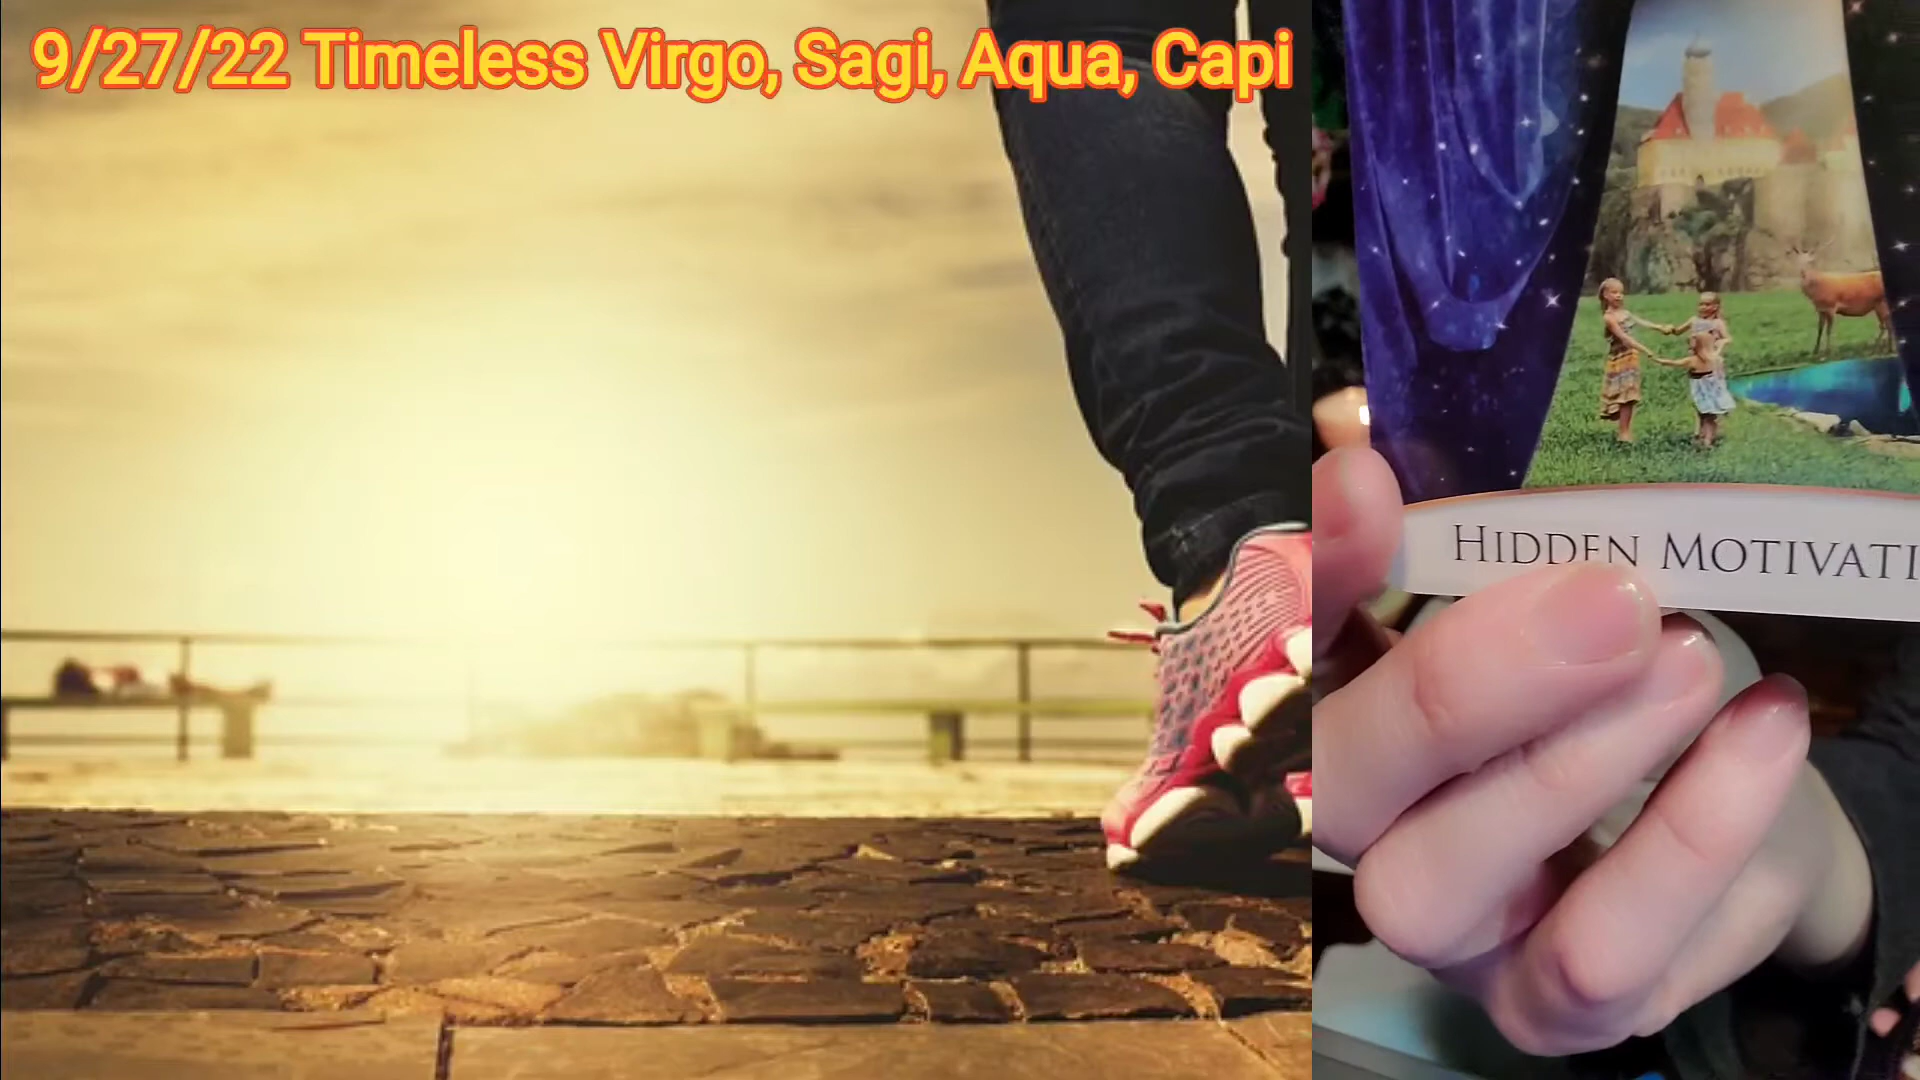 9/27/22 Timeless Virgo, Sagi, Aqua, Capi
HIDDEN MOTIVATI